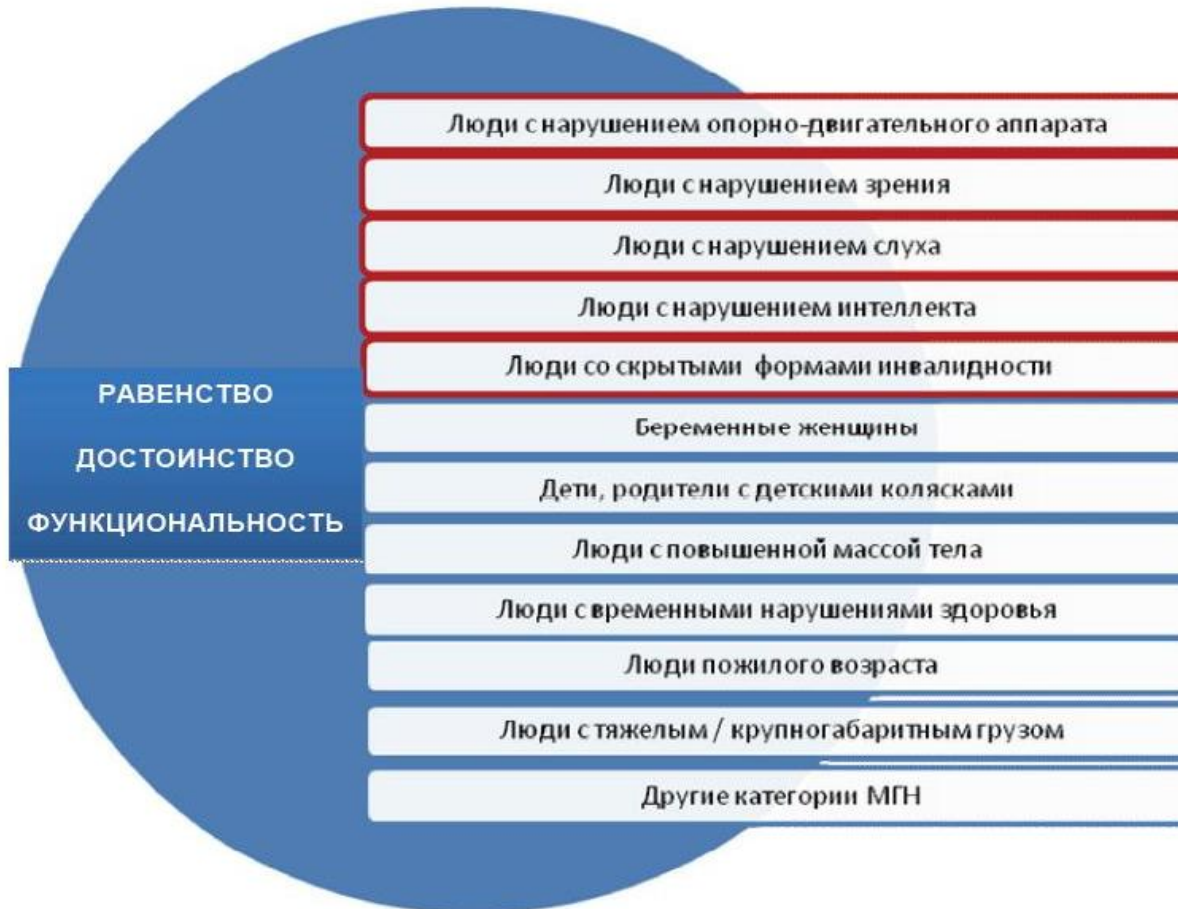 Люди с нарушением опорно-двигательного аппарата
Люди с нарушением зрения
Люди с нарушением слуха
Люди с нарушением интеллекта
Люди со скрытыми формами инвалидности
РАВЕНСТВО
ДОСТОИНСТВО
ФУНКЦИОНАЛЬНОСТЬ
Беременные женщины
Дети, родители с детскими колясками
Люди с повышенной массой тела
Люди с временными нарушениями здоровья
Люди пожилого возраста
Люди с тяжелым / крупногабаритным грузом
Другие категории МГН